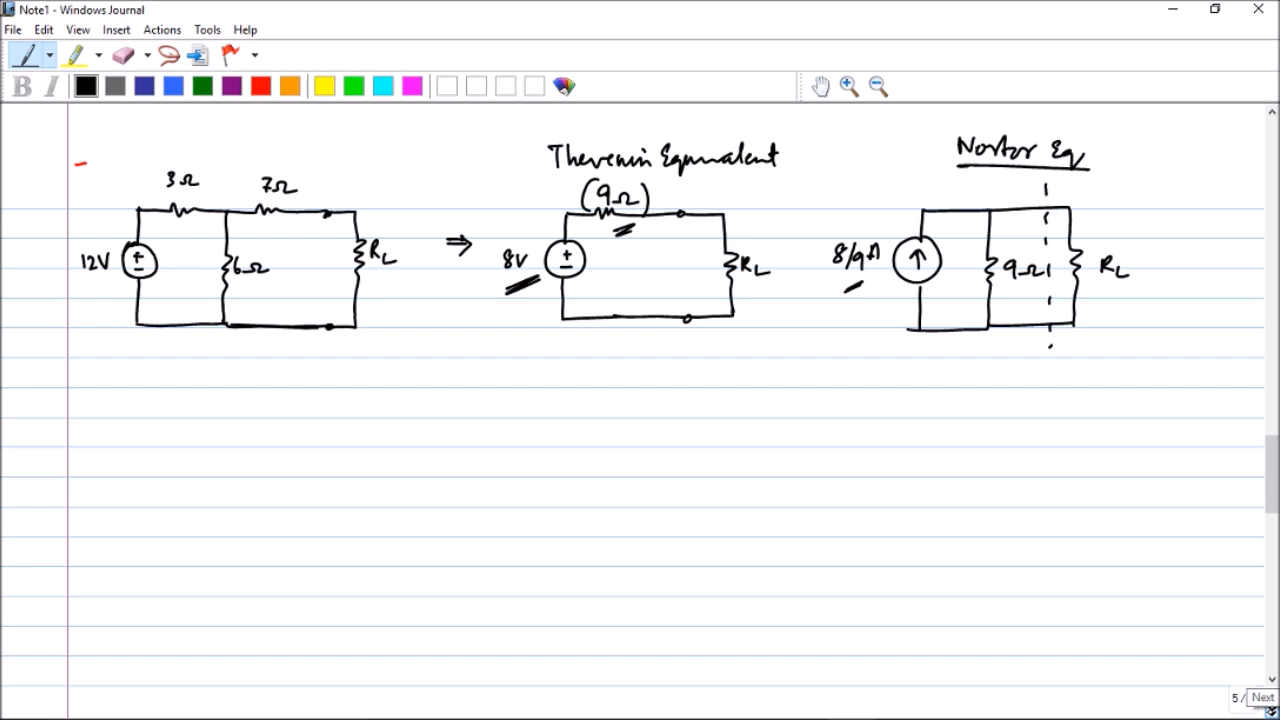 Note1 - Windows Journal
File Edit View Insert Actions Tools Help
B I
Thevenin Equivalent
Nortor Eq
3Ω
7Ω
(9Ω)
12V
6Ω
RL
⇒
8V
RL
8/9A
9Ω
RL
5 /
Next